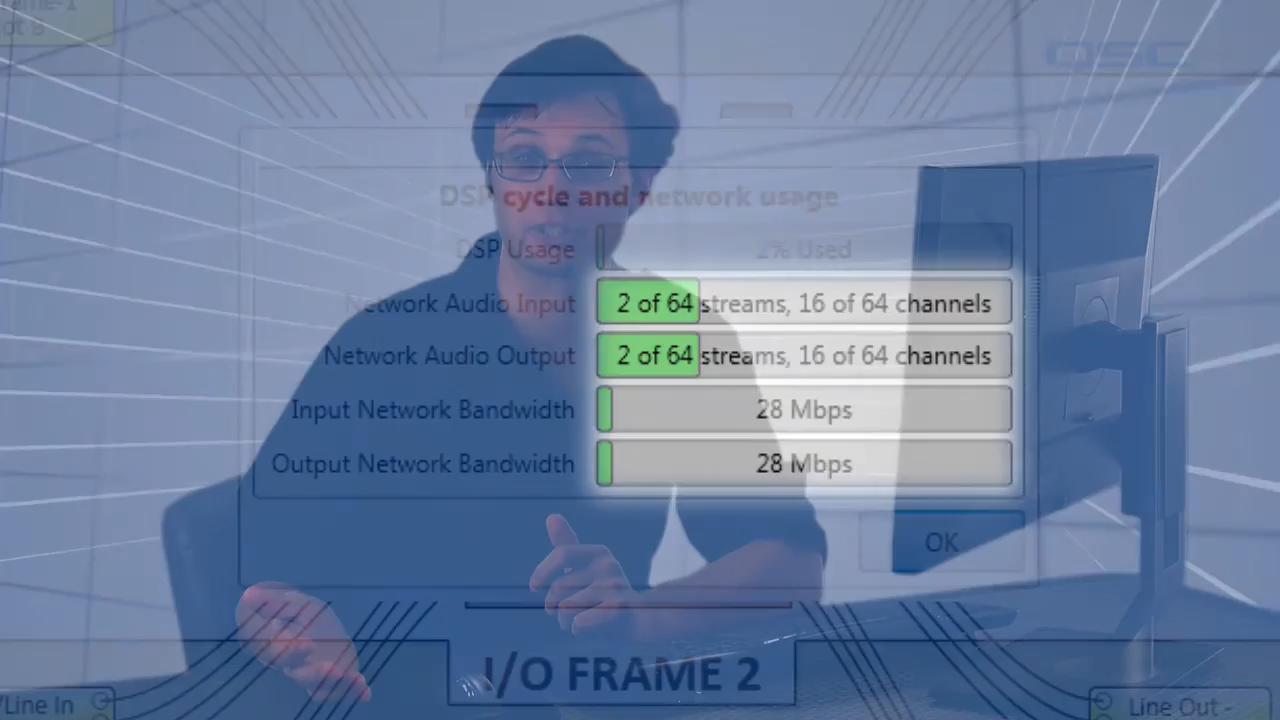 QSC
DSP cycle and network usage
DSP Usage 2% Used
Network Audio Input 2 of 64 streams, 16 of 64 channels
Network Audio Output 2 of 64 streams, 16 of 64 channels
Input Network Bandwidth 28 Mbps
Output Network Bandwidth 28 Mbps
OK
I/O FRAME 2
/Line In
Line Out -